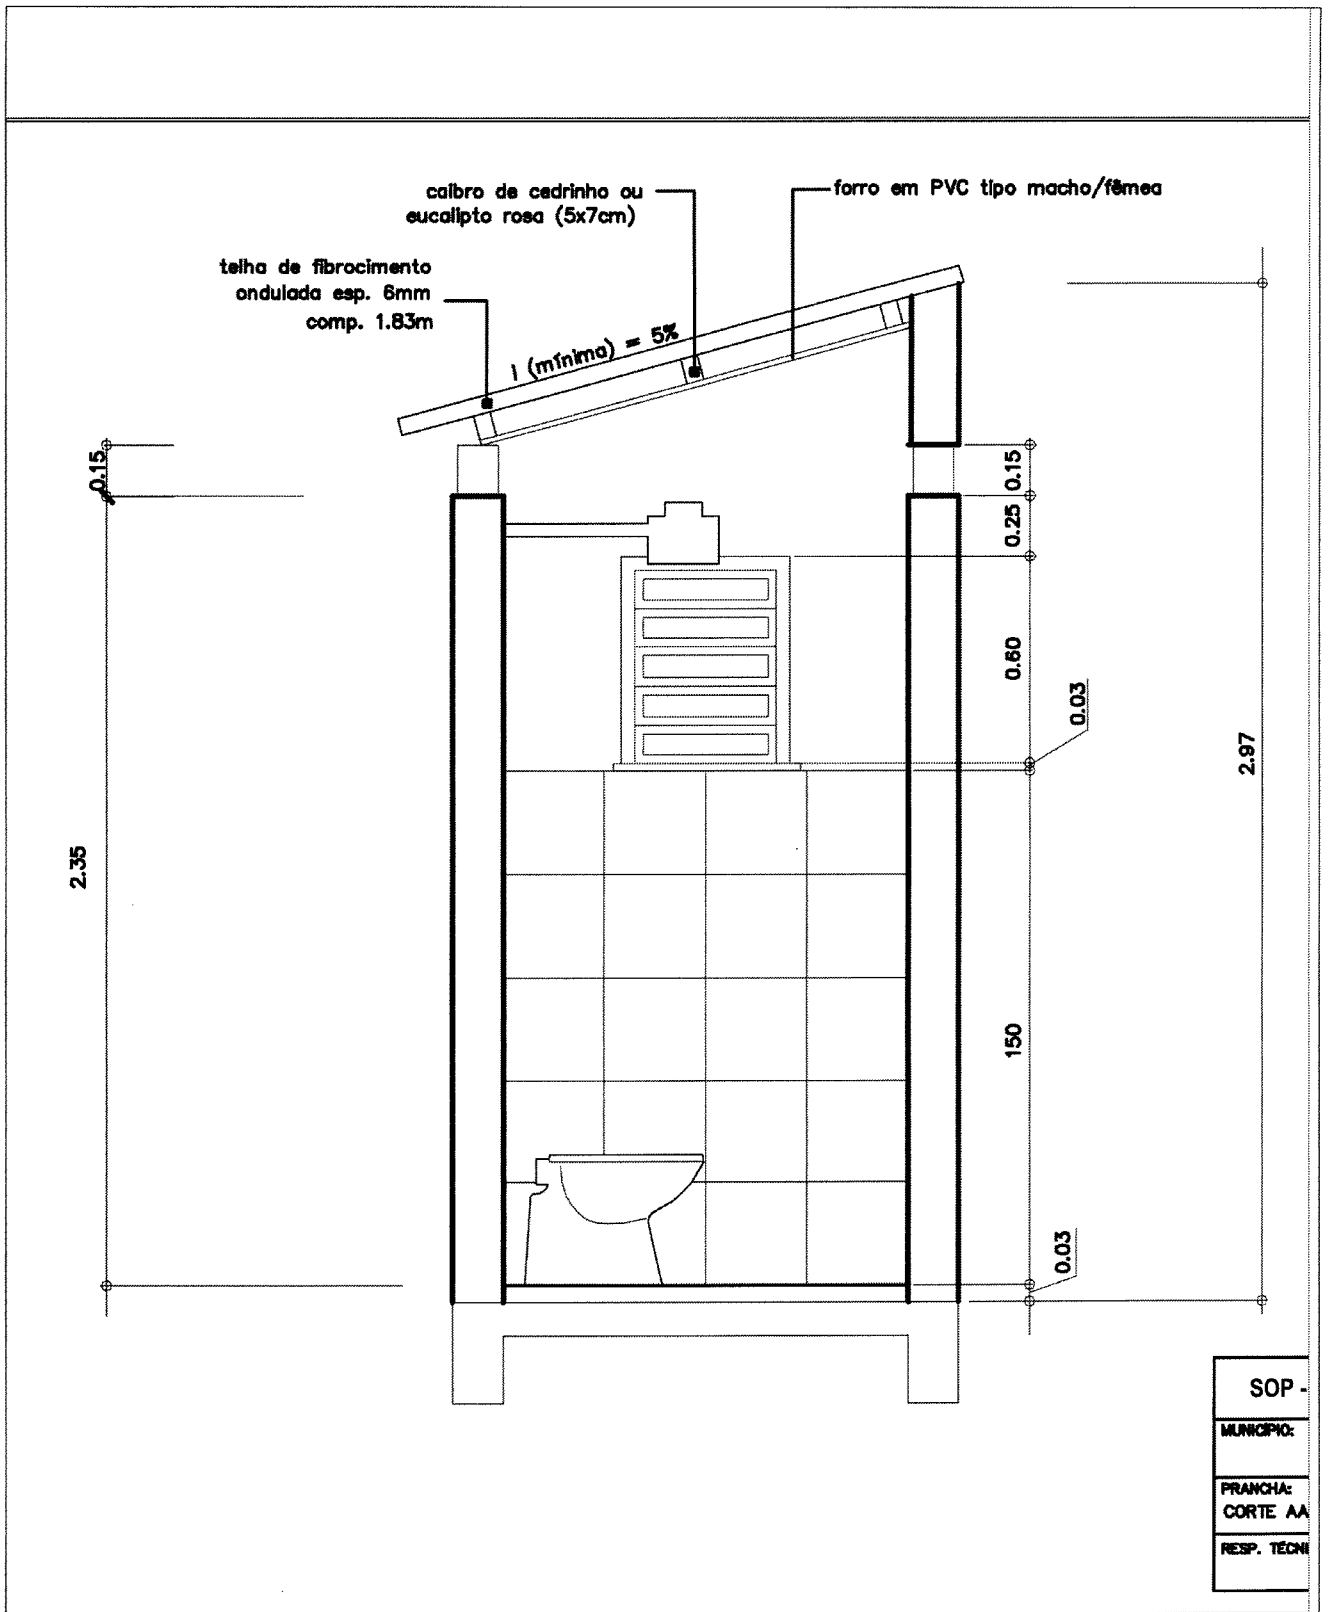 caibro de cedrinho ou
eucalipto rosa (5x7cm)
forro em PVC tipo macho/fêmea
telha de fibrocimento
ondulada esp. 6mm
comp. 1.83m
i (mínima) = 5%
0.15
0.15
0.25
0.60
0.03
2.97
2.35
150
0.03
SOP -
MUNICÍPIO:
PRANCHA:
CORTE AA
RESP. TÉCNI